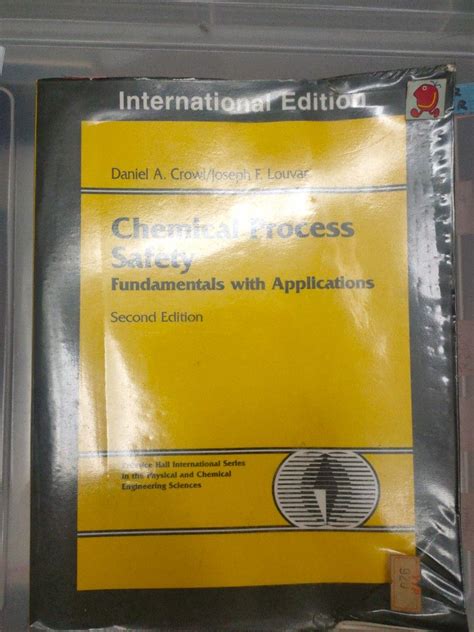 International Edition
Daniel A. Crowl/Joseph F. Louvar
Chemical Process
Safety
Fundamentals with Applications
Second Edition
Prentice Hall International Series
in the Physical and Chemical
Engineering Sciences
920